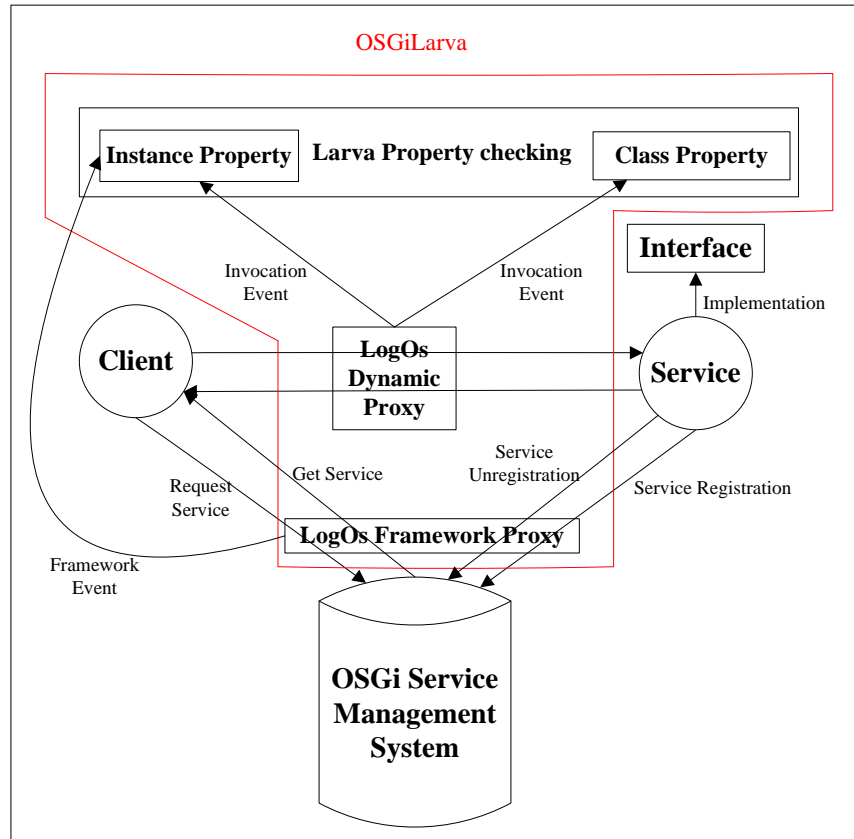 OSGiLarva
Instance Property
Larva Property checking
Class Property
Interface
Invocation
Event
Invocation
Event
Implementation
Client
LogOs
Dynamic
Proxy
Service
Service
Unregistration
Get Service
Request
Service
Service Registration
LogOs Framework Proxy
Framework
Event
OSGi Service
Management
System